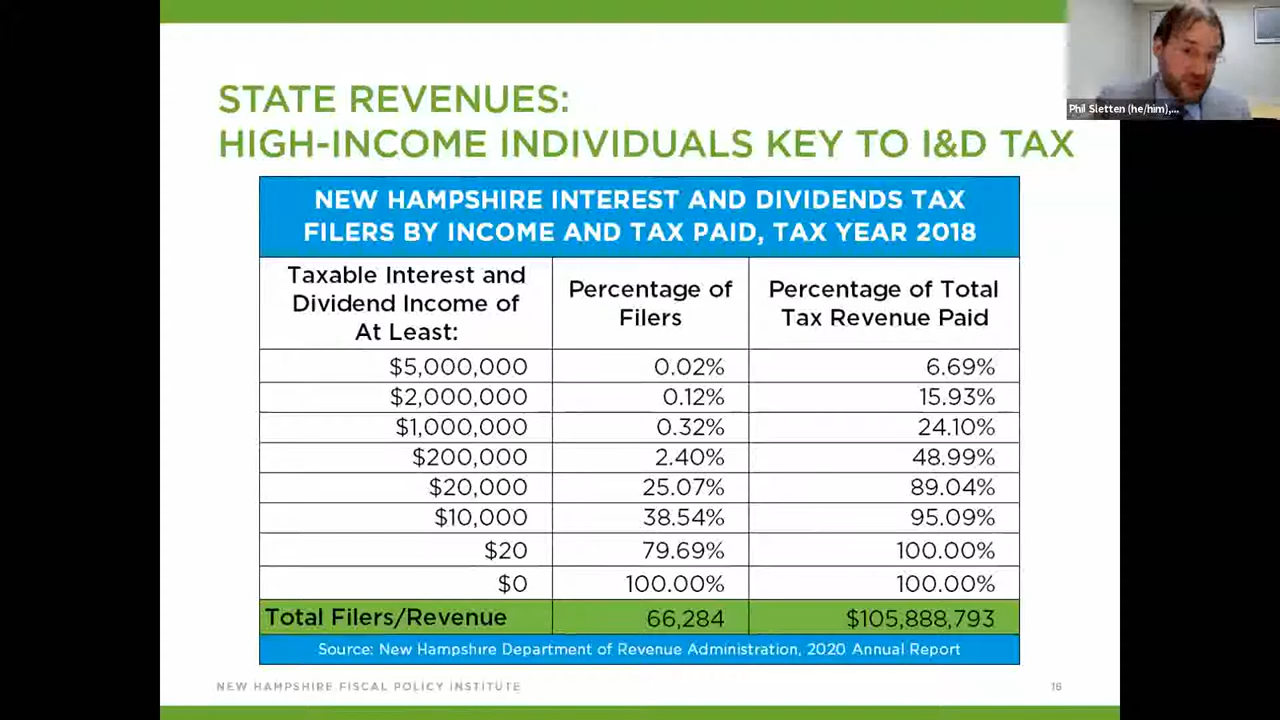 Phil Sletten (he/him),...
STATE REVENUES:
HIGH-INCOME INDIVIDUALS KEY TO I&D TAX
NEW HAMPSHIRE INTEREST AND DIVIDENDS TAX
FILERS BY INCOME AND TAX PAID, TAX YEAR 2018
Taxable Interest and
Dividend Income of
At Least:
Percentage of
Filers
Percentage of Total
Tax Revenue Paid
$5,000,000 0.02% 6.69%
$2,000,000 0.12% 15.93%
$1,000,000 0.32% 24.10%
$200,000 2.40% 48.99%
$20,000 25.07% 89.04%
$10,000 38.54% 95.09%
$20 79.69% 100.00%
$0 100.00% 100.00%
Total Filers/Revenue 66,284 $105,888,793
Source: New Hampshire Department of Revenue Administration, 2020 Annual Report
NEW HAMPSHIRE FISCAL POLICY INSTITUTE 16